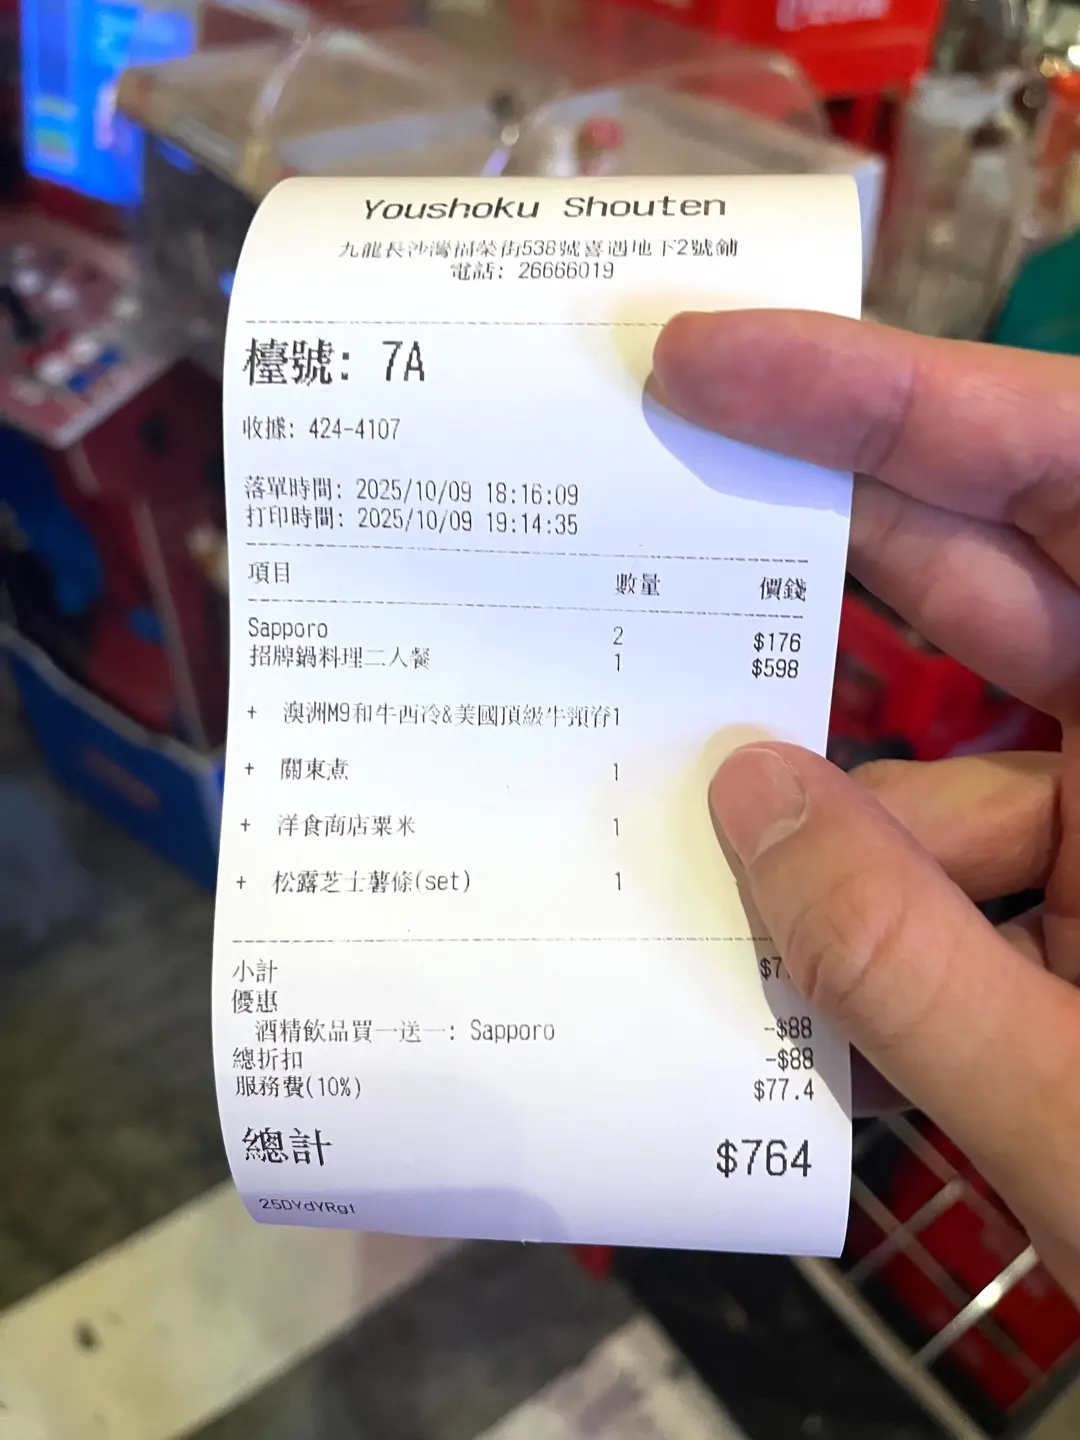 Youshoku Shouten
九龍長沙灣福榮街538號喜遇地下2號鋪
電話: 26666019
檯號: 7A
收據: 424-4107
落單時間: 2025/10/09 18:16:09
打印時間: 2025/10/09 19:14:35
項目 數量 價錢
Sapporo 2 $176
招牌鍋料理二人餐 1 $598
+ 澳洲M9和牛西冷&美國頂級牛頸脊1
+ 關東煮 1
+ 洋食商店粟米 1
+ 松露芝士薯條(set) 1
小計
優惠
酒精飲品買一送一: Sapporo -$88
總折扣 -$88
服務費(10%) $77.4
總計 $764
25DYdYRgt